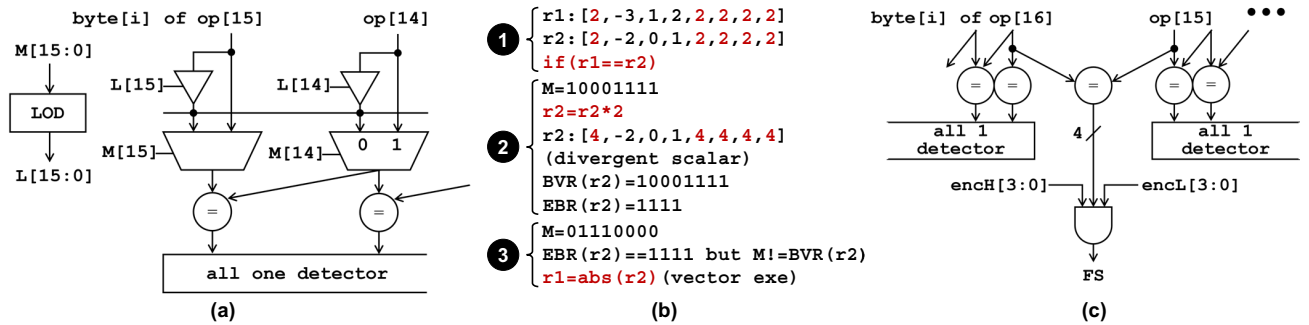 byte[i] of op[15]
op[14]
M[15:0]
LOD
L[15:0]
L[15]
L[14]
M[15]
M[14]
0 1
=
=
all one detector
(a)
1
r1:[2,-3,1,2,2,2,2,2]
r2:[2,-2,0,1,2,2,2,2]
if(r1==r2)
2
M=10001111
r2=r2*2
r2:[4,-2,0,1,4,4,4,4]
(divergent scalar)
BVR(r2)=10001111
EBR(r2)=1111
3
M=01110000
EBR(r2)==1111 but M!=BVR(r2)
r1=abs(r2)(vector exe)
(b)
byte[i] of op[16]
op[15]
•••
= = = = =
all 1
detector
all 1
detector
4
encH[3:0]
encL[3:0]
FS
(c)